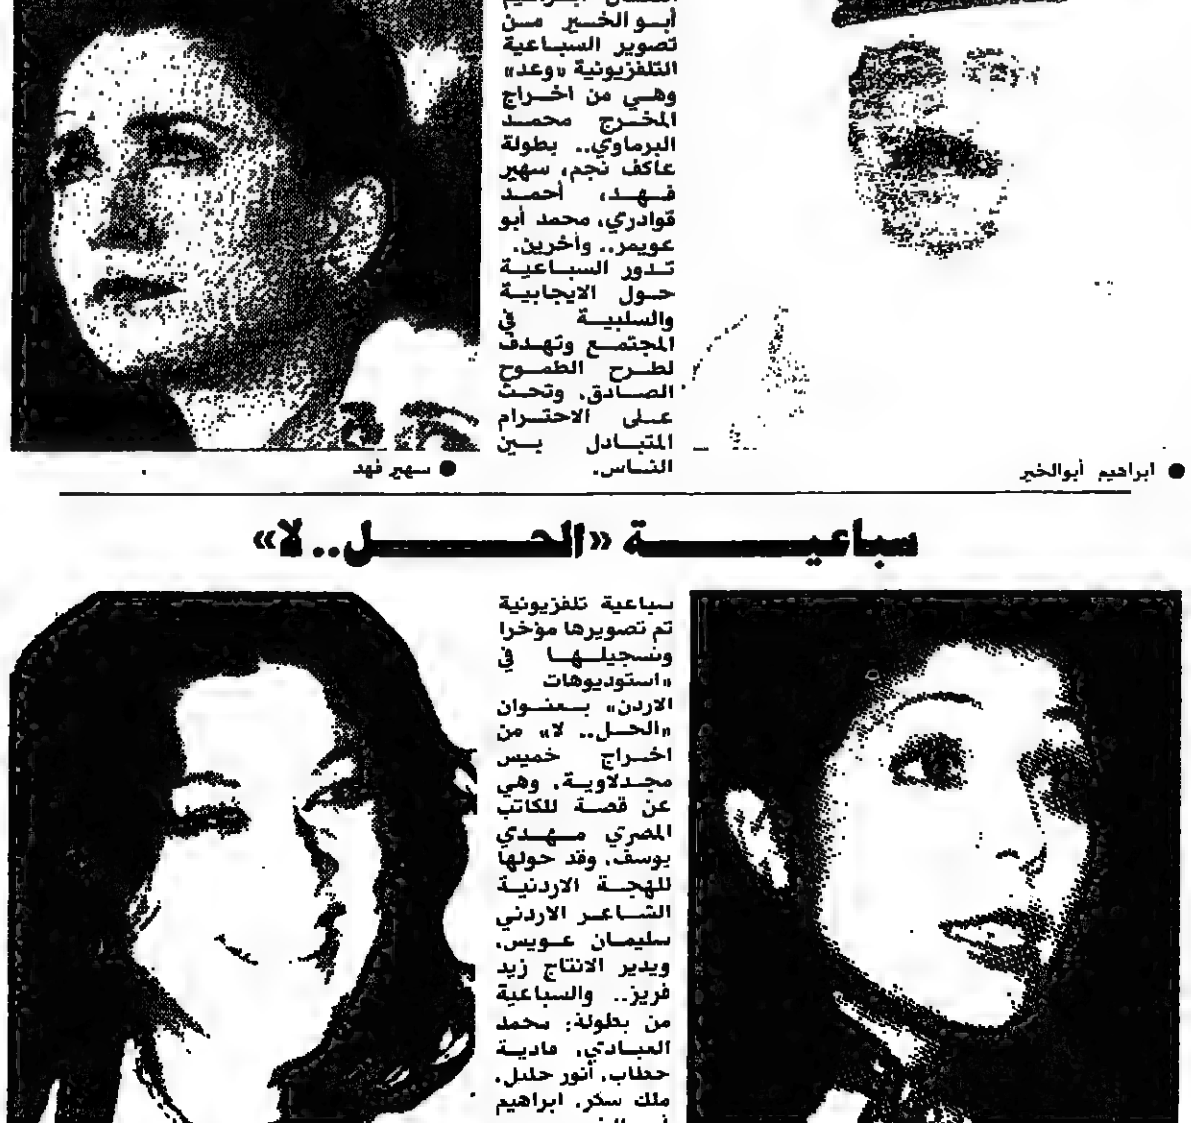 أبو الخير من
تصوير السباعية
التلفزيونية «وعد»
وهي من اخراج
المخرج محمد
البرماوي.. بطولة
عاكف نجم، سهير
فهد، أحمد
قوادري، محمد أبو
عويمر.. وآخرين.
تدور السباعية
حول الايجابية
والسلبية في
المجتمع وتهدف
لطرح الطموح
الصادق، وتحث
على الاحترام
المتبادل بين
الناس.
● ابراهيم أبوالخير
● سهير فهد
سباعية «الحل.. لا»
سباعية تلفزيونية
تم تصويرها مؤخرا
وتسجيلها في
«استوديوهات
الاردن» بعنوان
«الحل.. لا» من
اخراج خميس
مجدلاوية، وهي
عن قصة للكاتب
المصري مهدي
يوسف، وقد حولها
للهجة الاردنية
الشاعر الاردني
سليمان عويس،
ويدير الانتاج زيد
فريز.. والسباعية
من بطولة: محمد
العبادي، فادية
خطاب، أنور خليل،
ملك سكر، ابراهيم